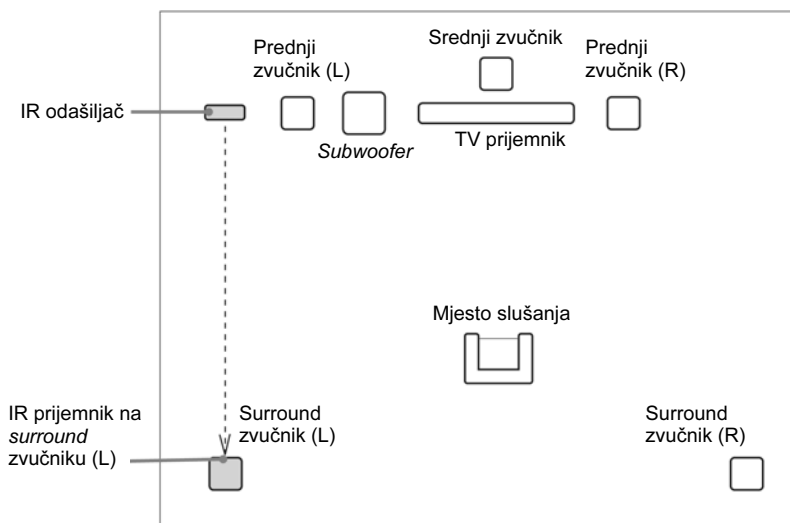 Prednji
zvučnik (L)
Srednji zvučnik
Prednji
zvučnik (R)
IR odašiljač
Subwoofer
TV prijemnik
Mjesto slušanja
IR prijemnik na
surround
zvučniku (L)
Surround
zvučnik (L)
Surround
zvučnik (R)